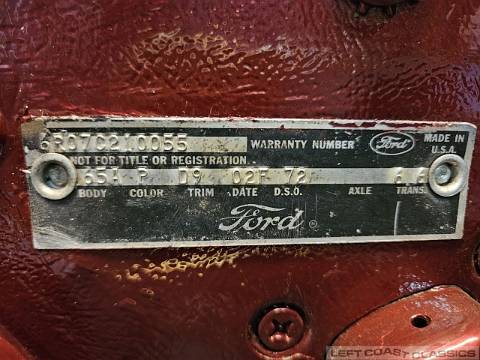 6R07C210055 WARRANTY NUMBER Ford MADE IN U.S.A.
NOT FOR TITLE OR REGISTRATION
65A P D9 02F 72 A A
BODY COLOR TRIM DATE D.S.O. AXLE TRANS.
Ford ®
LEFT COAST CLASSICS